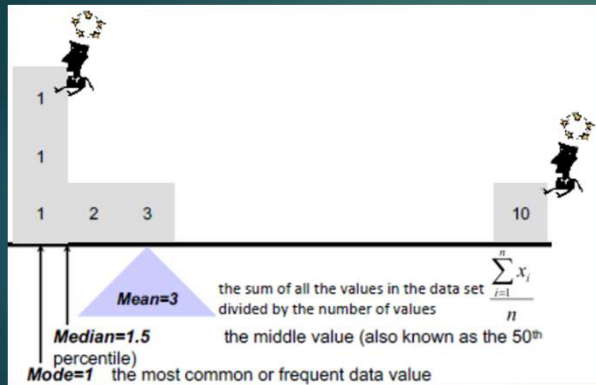 1
1
1 2 3 10
Mean=3 the sum of all the values in the data set
divided by the number of values
n
∑ xᵢ
i=1
n
Median=1.5 the middle value (also known as the 50th
percentile)
Mode=1 the most common or frequent data value